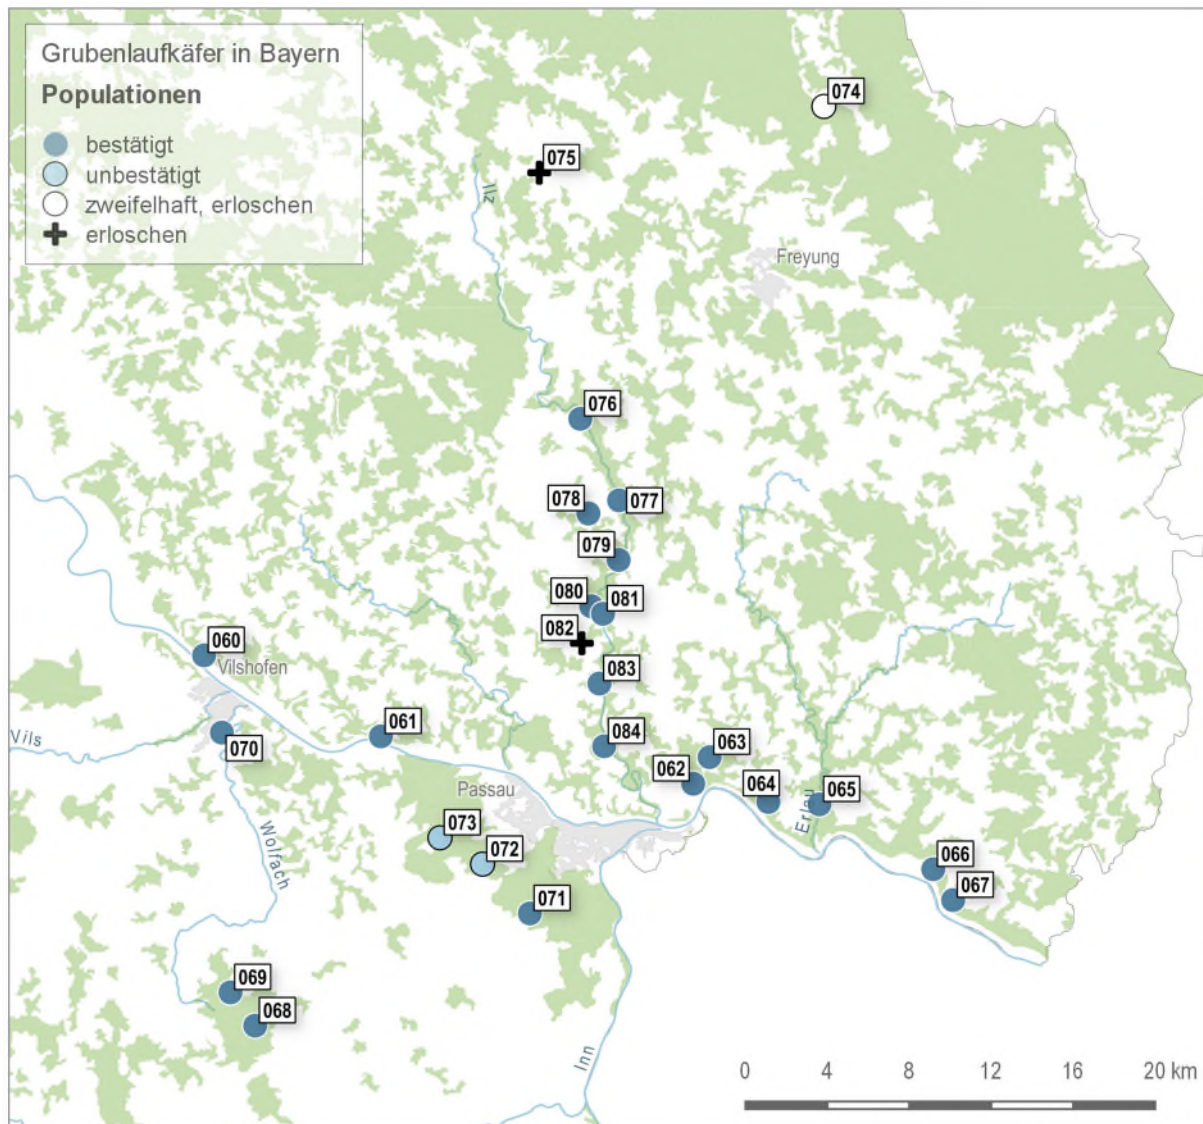 Grubenlaufkäfer in Bayern
Populationen
bestätigt
unbestätigt
zweifelhaft, erloschen
erloschen
074
075
Ilz
Freyung
076
078
077
079
080
081
082
060
Vilshofen
083
061
070
Vils
084
063
062
Passau
064
065
Erlau
073
072
Wolfach
066
067
071
069
068
Inn
0 4 8 12 16 20 km